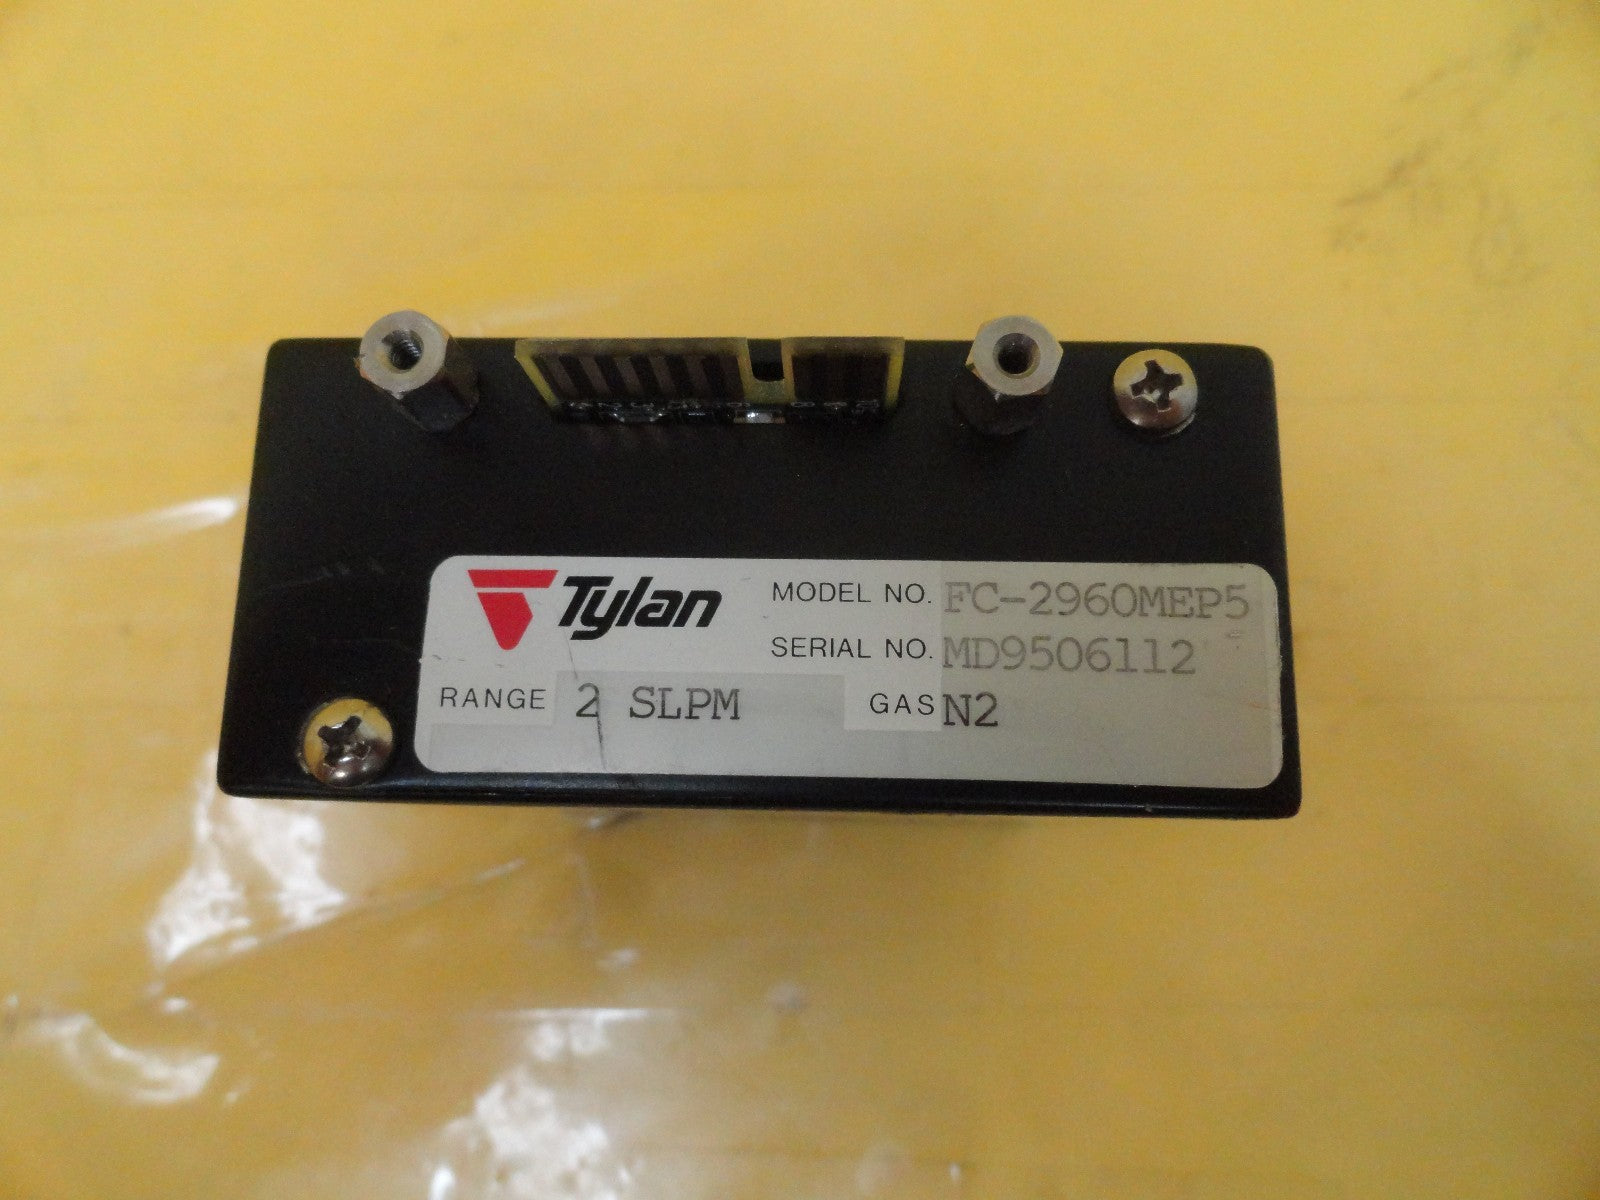 Tylan
MODEL NO. FC-2960MEP5
SERIAL NO. MD9506112
RANGE 2 SLPM GAS N2